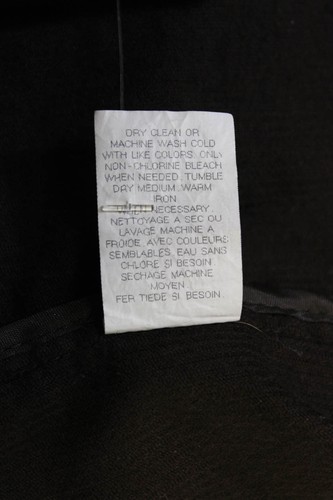 DRY CLEAN OR
MACHINE WASH COLD
WITH LIKE COLORS. ONLY
NON-CHLORINE BLEACH
WHEN NEEDED. TUMBLE
DRY MEDIUM. WARM
IRON
WHEN NECESSARY.
NETTOYAGE A SEC OU
LAVAGE MACHINE A
FROIDE, AVEC COULEURS
SEMBLABLES, EAU SANS
CHLORE SI BESOIN.
SECHAGE MACHINE
MOYEN.
FER TIEDE SI BESOIN.